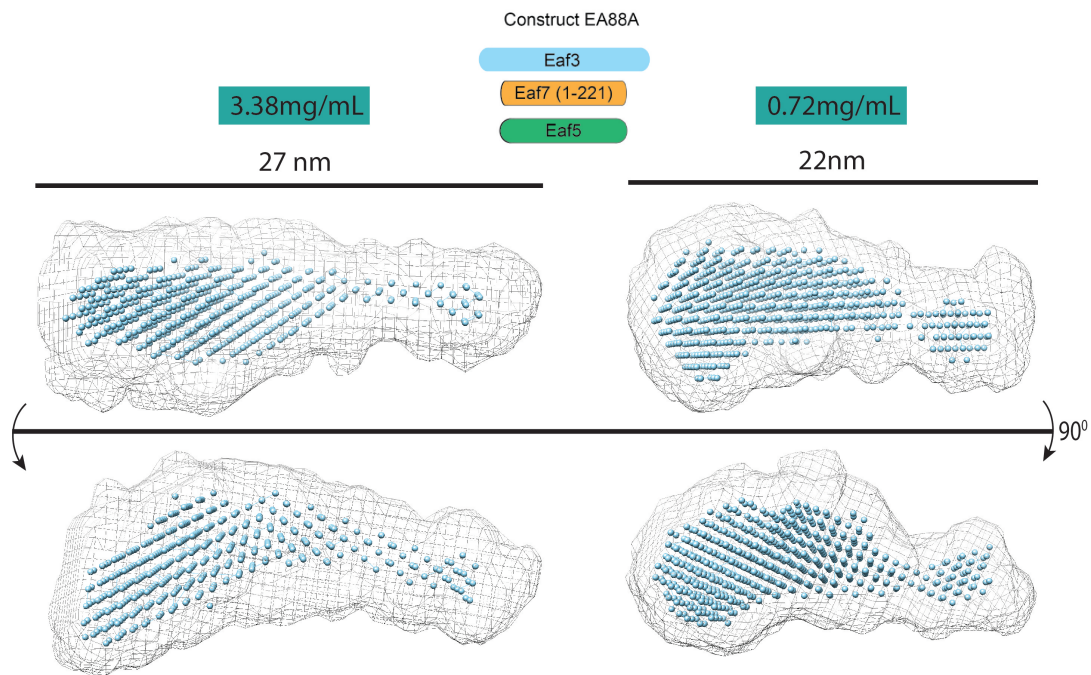 Construct EA88A
Eaf3
Eaf7 (1-221)
Eaf5
3.38mg/mL
0.72mg/mL
27 nm
22nm
90⁰